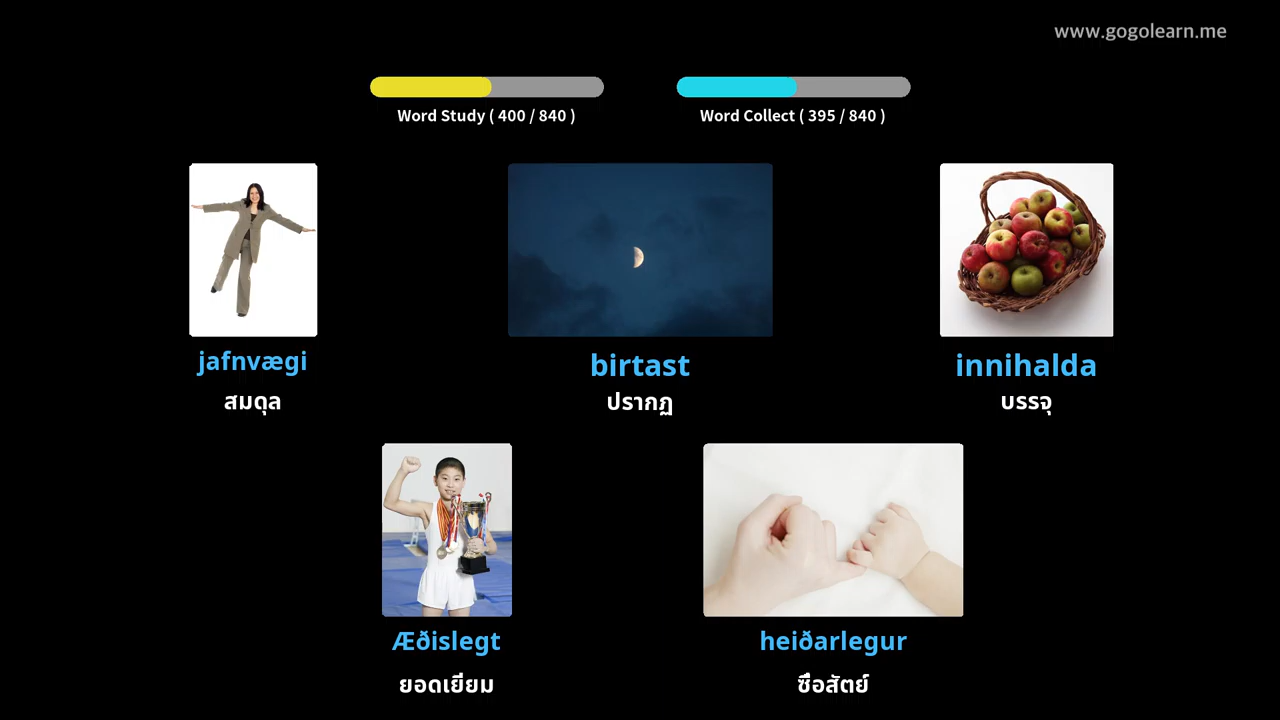 www.gogolearn.me
Word Study ( 400 / 840 )
Word Collect ( 395 / 840 )
jafnvægi
สมดุล
birtast
ปรากฏ
innihalda
บรรจุ
Æðislegt
ยอดเยี่ยม
heiðarlegur
ซื่อสัตย์